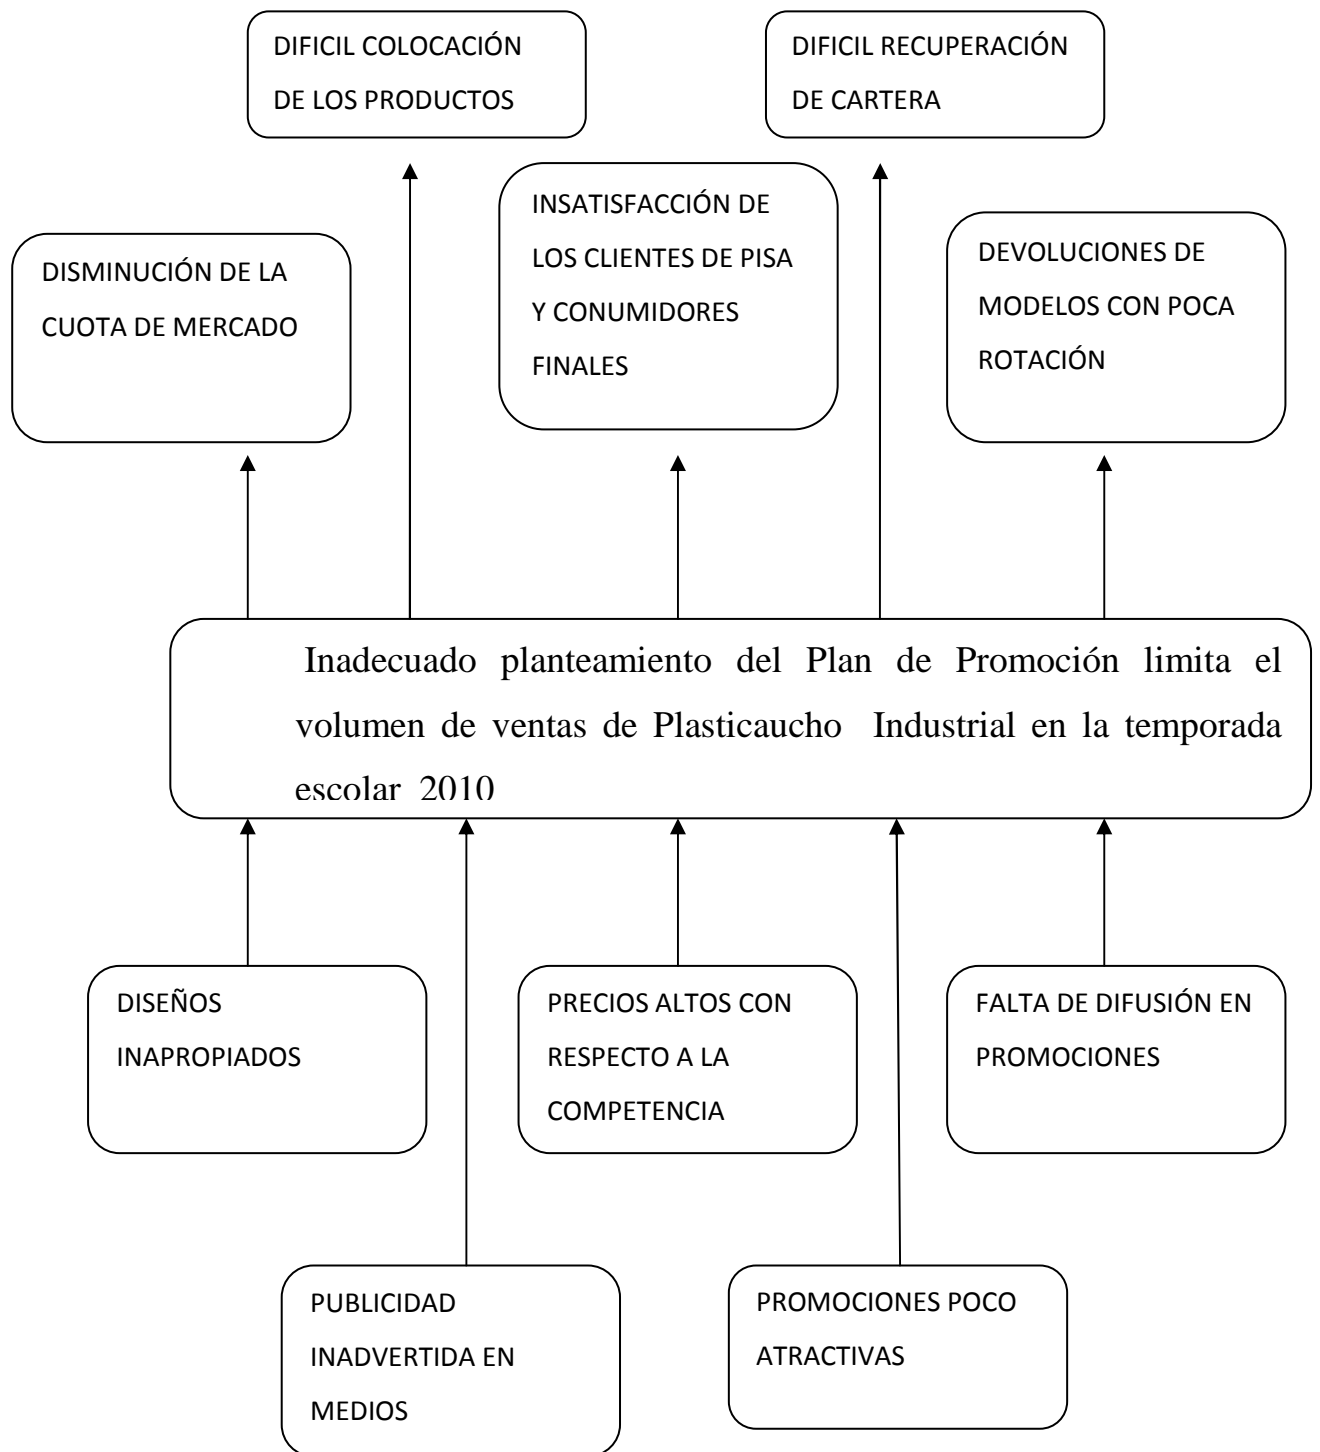 DIFICIL COLOCACIÓN
DE LOS PRODUCTOS
DIFICIL RECUPERACIÓN
DE CARTERA
DISMINUCIÓN DE LA
CUOTA DE MERCADO
INSATISFACCIÓN DE
LOS CLIENTES DE PISA
Y CONUMIDORES
FINALES
DEVOLUCIONES DE
MODELOS CON POCA
ROTACIÓN
Inadecuado planteamiento del Plan de Promoción limita el
volumen de ventas de Plasticaucho Industrial en la temporada
escolar 2010
DISEÑOS
INAPROPIADOS
PRECIOS ALTOS CON
RESPECTO A LA
COMPETENCIA
FALTA DE DIFUSIÓN EN
PROMOCIONES
PUBLICIDAD
INADVERTIDA EN
MEDIOS
PROMOCIONES POCO
ATRACTIVAS